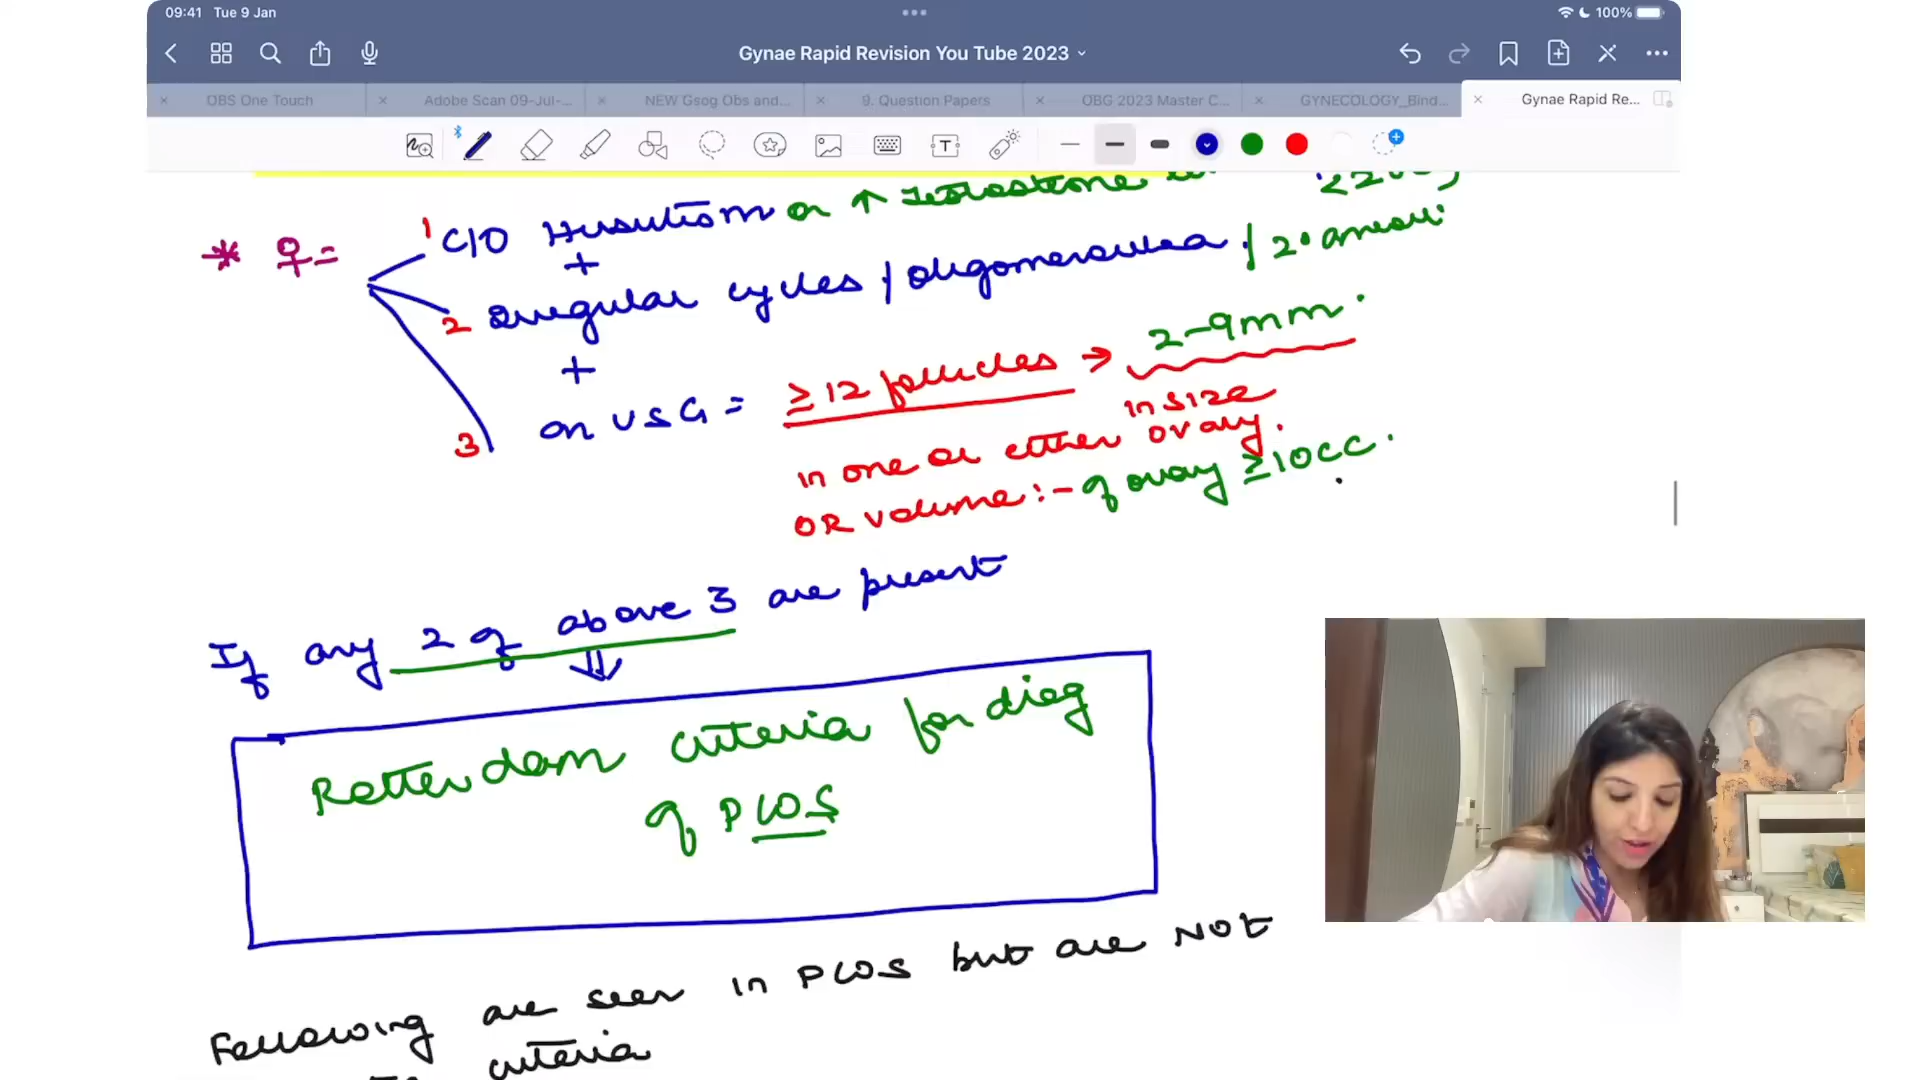 09:41 Tue 9 Jan
100%
Gynae Rapid Revision You Tube 2023
OBS One Touch
Adobe Scan 09-Jul-...
NEW Gsog Obs and...
9. Question Papers
OBG 2023 Master C...
GYNECOLOGY_Bind...
Gynae Rapid Re...
T
* ♀=
1 C/O Hirsutism or ↑ Testosterone
+
2 Irregular cycles / oligomenorrhea / 2°
+
3 on USG = ≥12 follicles → 2-9mm.
in size
in one or either ovary.
OR volume:- of ovary ≥10cc.
If any 2 of above 3 are present
⇓
Rotterdam criteria for diag
of PCOS
Following are seen in PCOS but are NOT
criteria